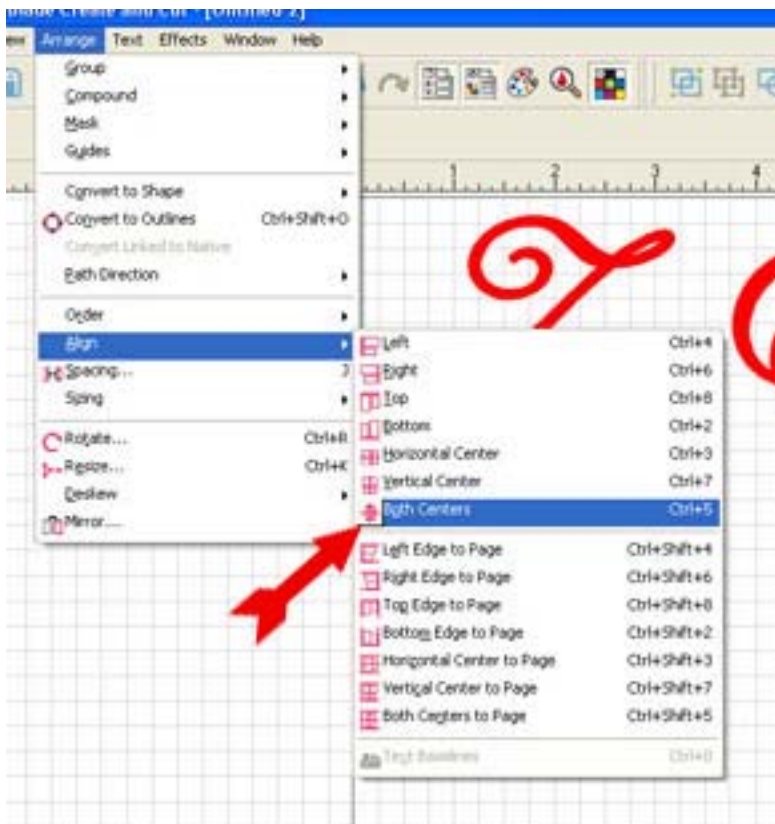 Create and Cut - [Untitled-2]
Arrange Text Effects Window Help
Group
Compound
Mask
Guides
1 2 3 4
Convert to Shape
Convert to Outlines Ctrl+Shift+O
Convert Linked to Native
Path Direction
Order
Align
Spacing... J
Sizing
Rotate... Ctrl+R
Resize... Ctrl+K
Deskew
Mirror...
Left Ctrl+4
Right Ctrl+6
Top Ctrl+8
Bottom Ctrl+2
Horizontal Center Ctrl+3
Vertical Center Ctrl+7
Both Centers Ctrl+5
Left Edge to Page Ctrl+Shift+4
Right Edge to Page Ctrl+Shift+6
Top Edge to Page Ctrl+Shift+8
Bottom Edge to Page Ctrl+Shift+2
Horizontal Center to Page Ctrl+Shift+3
Vertical Center to Page Ctrl+Shift+7
Both Centers to Page Ctrl+Shift+5
Text Baselines